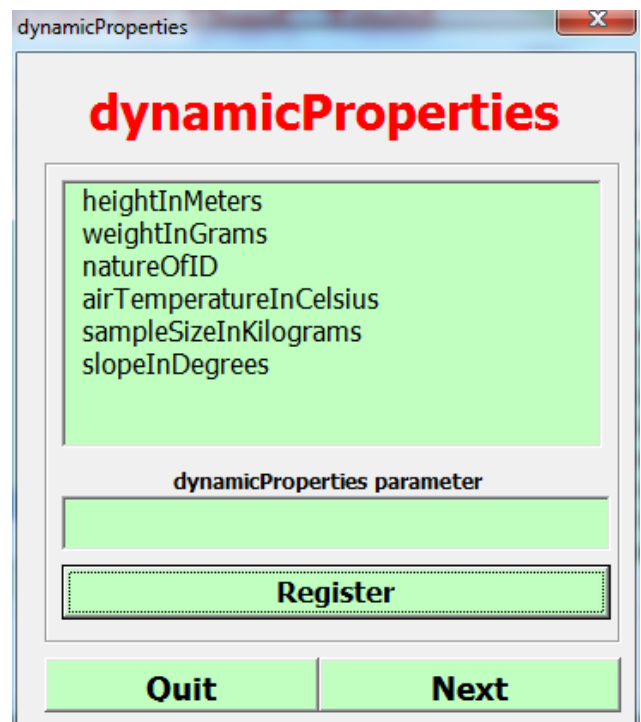 dynamicProperties
dynamicProperties
heightInMeters
weightInGrams
natureOfID
airTemperatureInCelsius
sampleSizeInKilograms
slopeInDegrees
dynamicProperties parameter
Register
Quit
Next